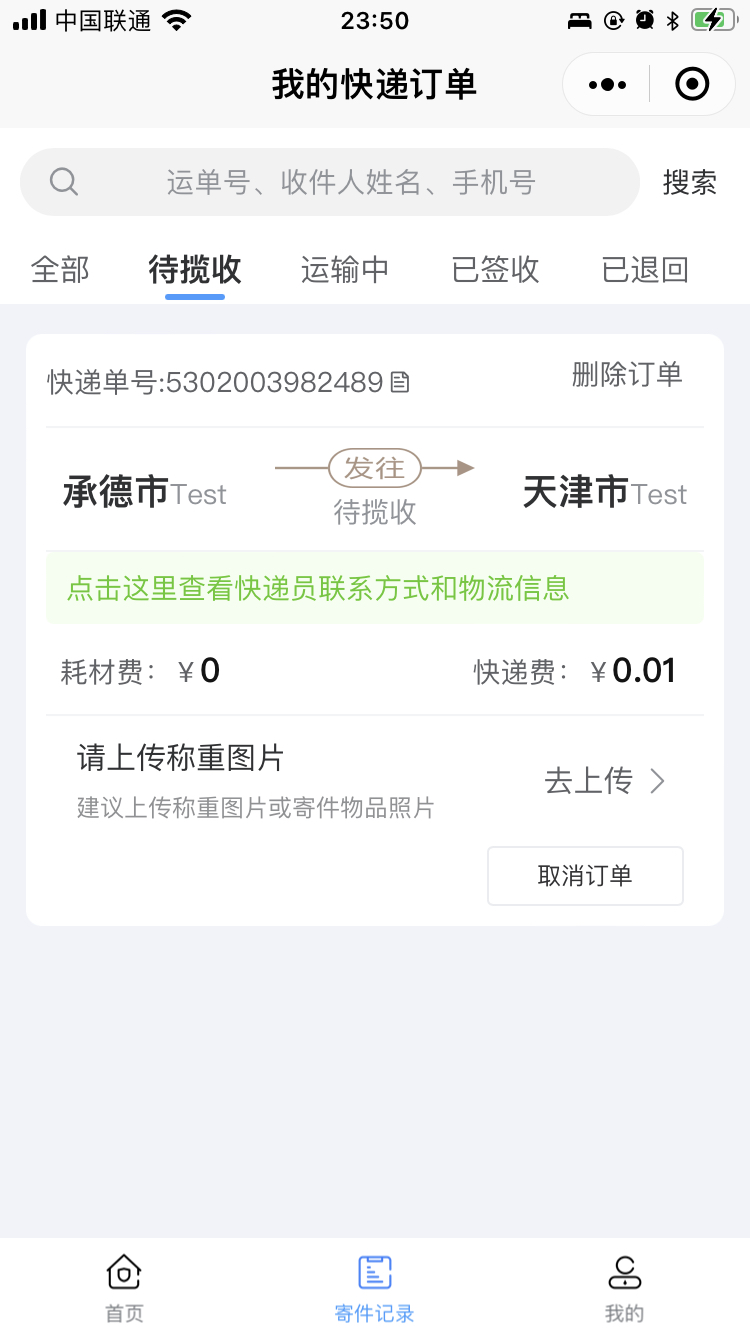 中国联通 23:50
我的快递订单
运单号、收件人姓名、手机号 搜索
全部 待揽收 运输中 已签收 已退回
快递单号:5302003982489 删除订单
承德市Test 发往 天津市Test
待揽收
点击这里查看快递员联系方式和物流信息
耗材费：￥0 快递费：￥0.01
请上传称重图片
去上传
建议上传称重图片或寄件物品照片
取消订单
首页 寄件记录 我的